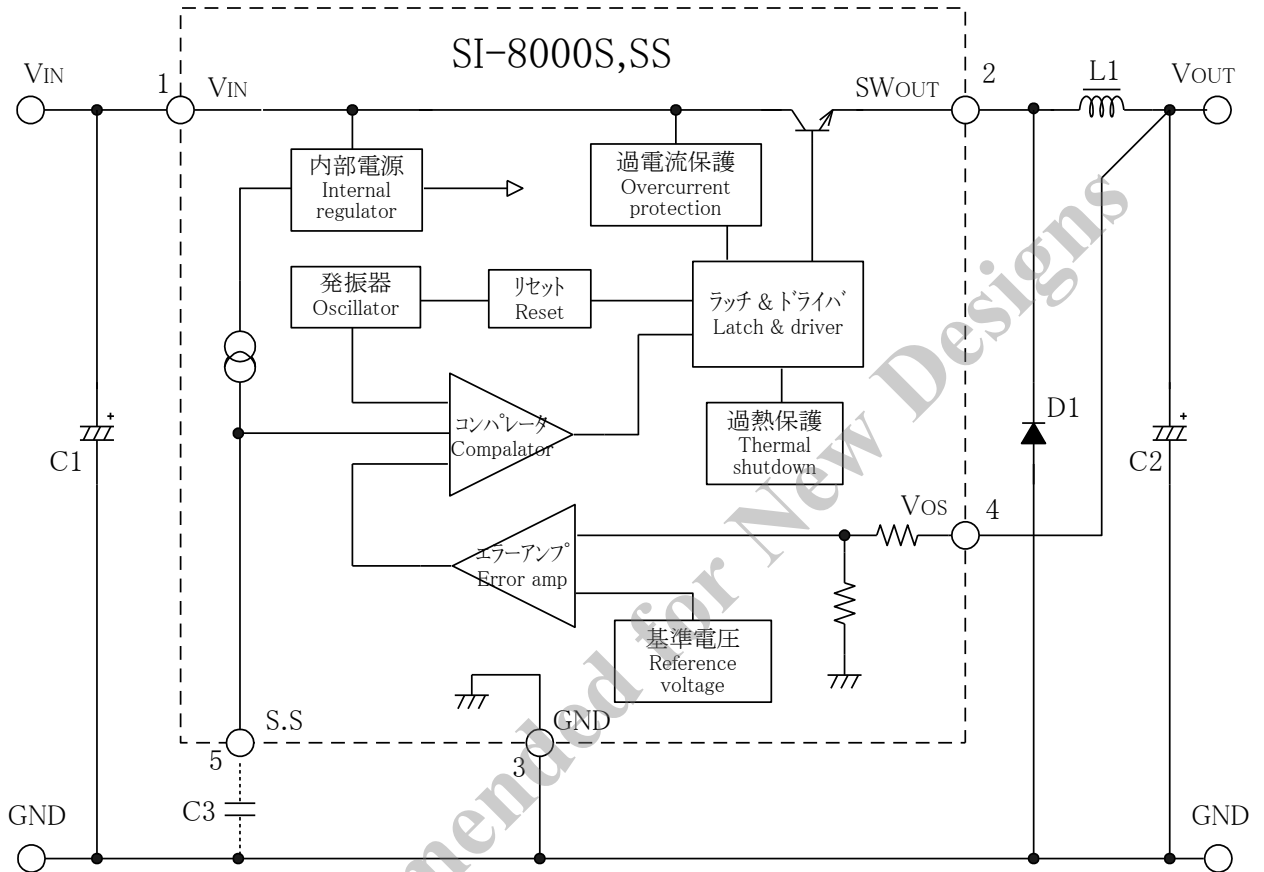 SI-8000S,SS
VIN
1
VIN
SWOUT
2
L1
VOUT
内部電源
Internal
regulator
過電流保護
Overcurrent
protection
発振器
Oscillator
リセット
Reset
ラッチ & ドライバ
Latch & driver
コンパレータ
Compalator
過熱保護
Thermal
shutdown
D1
+
C1
+
C2
エラーアンプ
Error amp
VOS
4
基準電圧
Reference
voltage
S.S
5
GND
3
C3
GND
GND
mended for New Designs